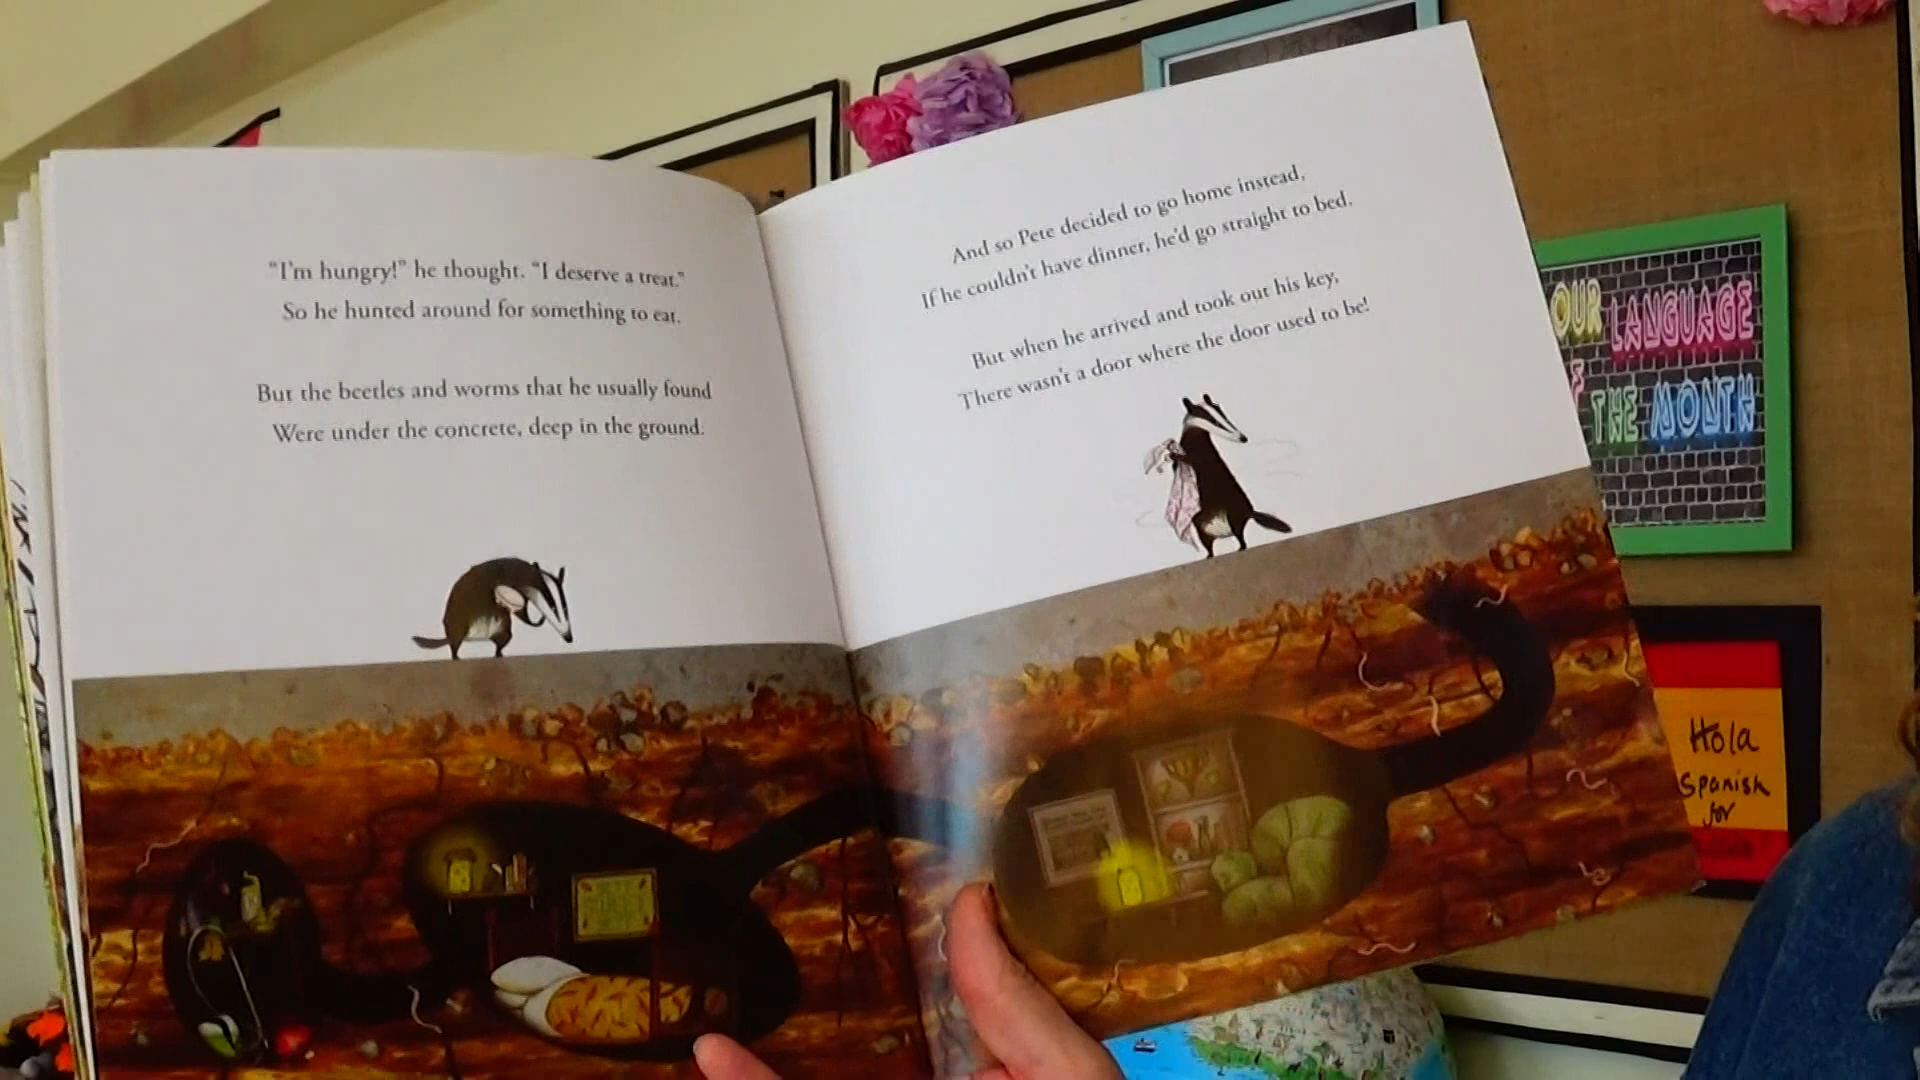 "I'm hungry!" he thought. "I deserve a treat."
So he hunted around for something to eat.
But the beetles and worms that he usually found
Were under the concrete, deep in the ground.
And so Pete decided to go home instead,
If he couldn't have dinner, he'd go straight to bed.
But when he arrived and took out his key,
There wasn't a door where the door used to be!
OUR LANGUAGE
THE MONTH
Hola
Spanish
for